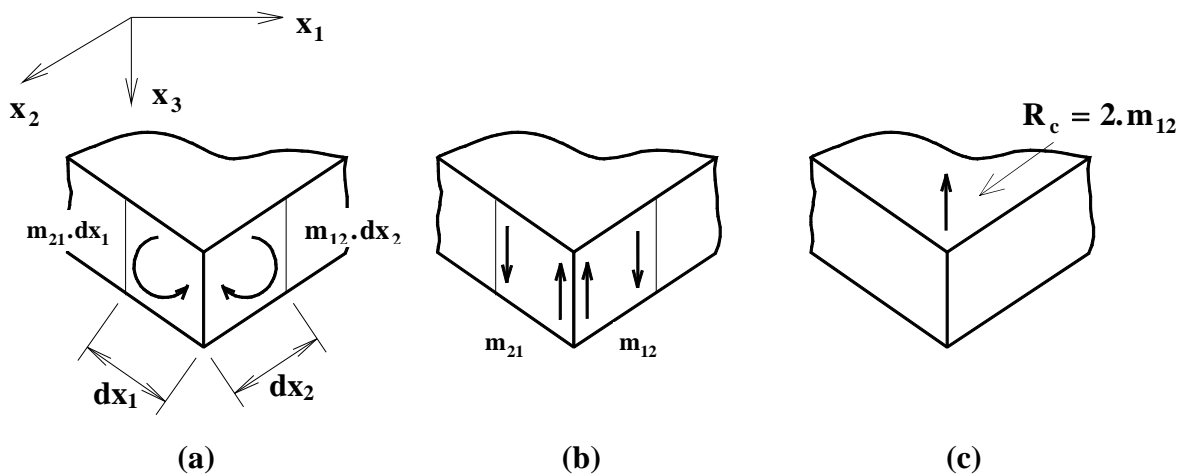 x₁
x₂
x₃
m₂₁.dx₁
m₁₂.dx₂
dx₁
dx₂
(a)
m₂₁
m₁₂
(b)
R_c = 2.m₁₂
(c)